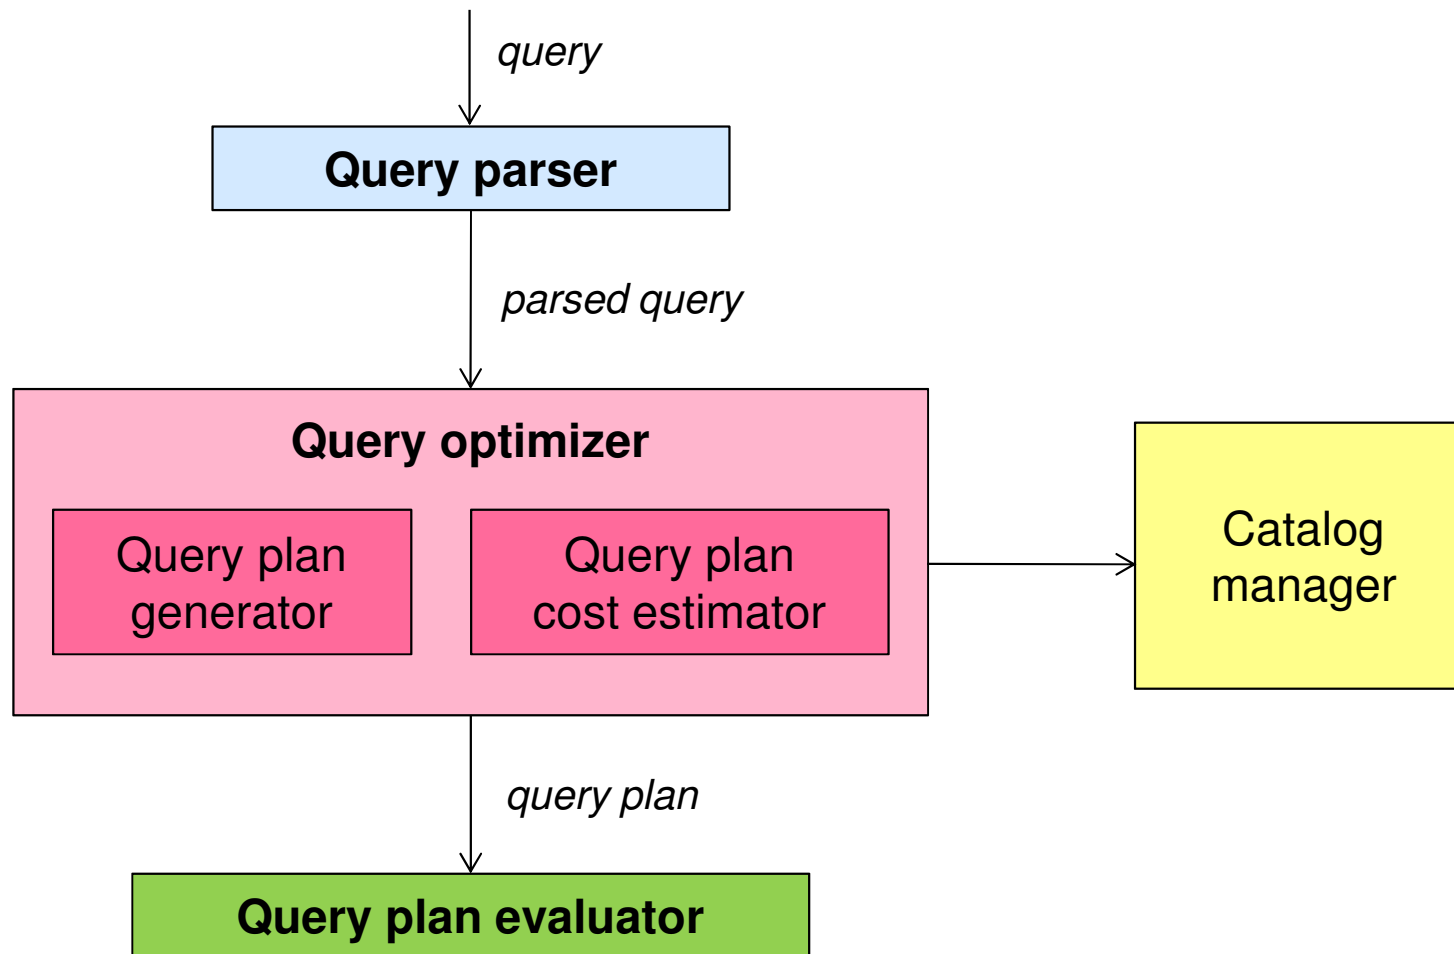 query
Query parser
parsed query
Query optimizer
Query plan
generator
Query plan
cost estimator
Catalog
manager
query plan
Query plan evaluator